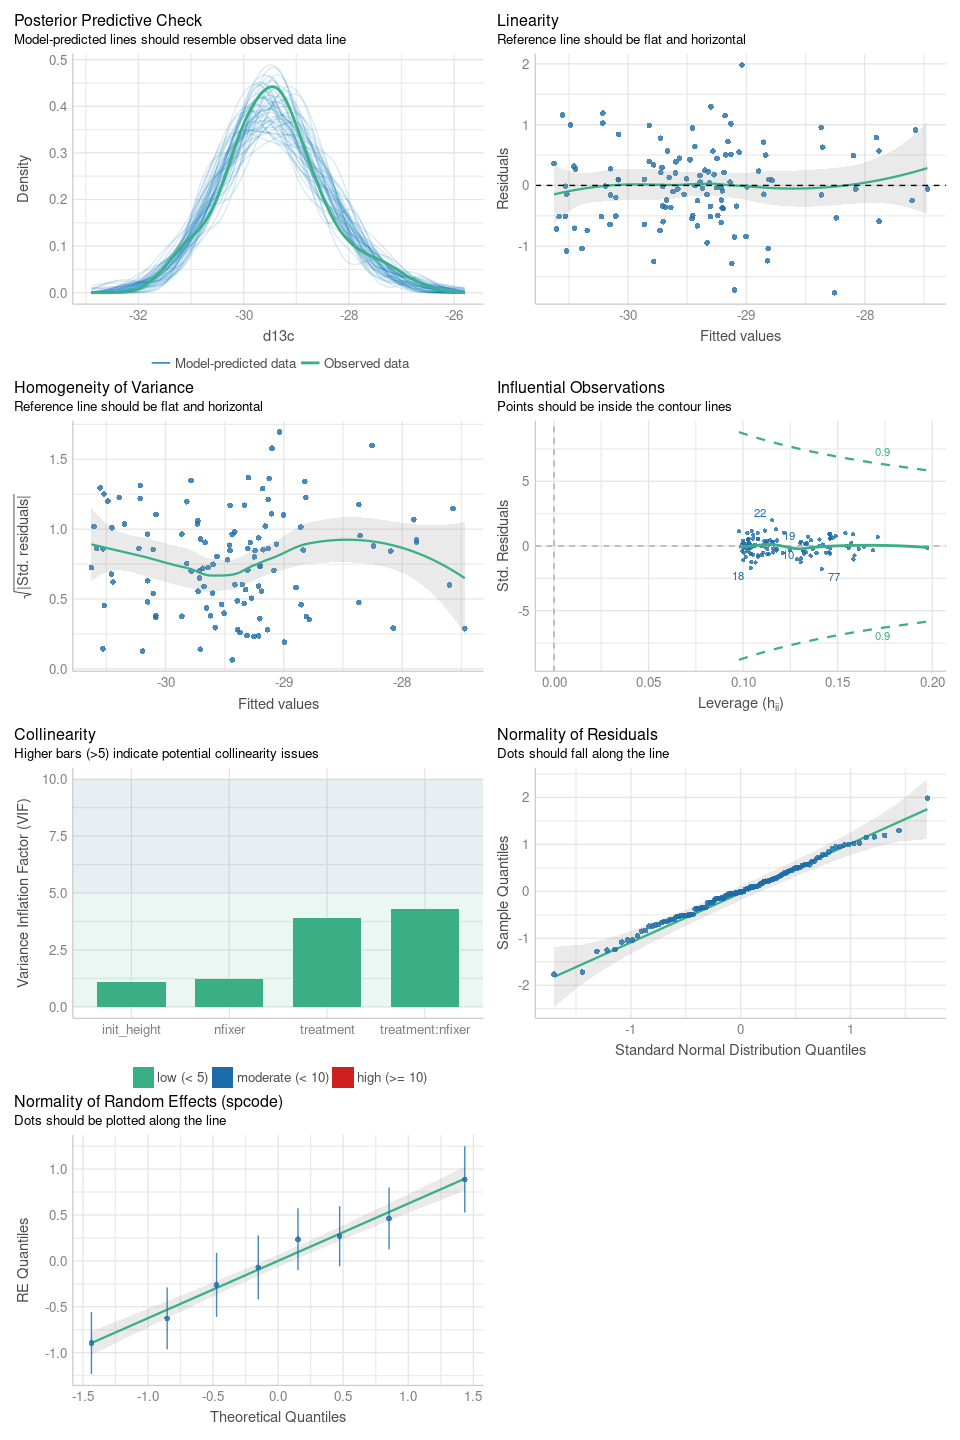 Posterior Predictive Check
Model-predicted lines should resemble observed data line
0.5
0.4
0.3
0.2
0.1
0.0
Density
-32
-30
-28
-26
d13c
Model-predicted data
Observed data
Linearity
Reference line should be flat and horizontal
2
1
0
-1
Residuals
-30
-29
-28
Fitted values
Homogeneity of Variance
Reference line should be flat and horizontal
1.5
1.0
0.5
0.0
√|Std. residuals|
-30
-29
-28
Fitted values
Influential Observations
Points should be inside the contour lines
5
0
-5
Std. Residuals
0.9
22
19
10
18
77
0.9
0.00
0.05
0.10
0.15
0.20
Leverage (hii)
Collinearity
Higher bars (>5) indicate potential collinearity issues
10.0
7.5
5.0
2.5
0.0
Variance Inflation Factor (VIF)
init_height
nfixer
treatment
treatment:nfixer
low (< 5)
moderate (< 10)
high (>= 10)
Normality of Residuals
Dots should fall along the line
2
1
0
-1
-2
Sample Quantiles
-1
0
1
Standard Normal Distribution Quantiles
Normality of Random Effects (spcode)
Dots should be plotted along the line
1.0
0.5
0.0
-0.5
-1.0
RE Quantiles
-1.5
-1.0
-0.5
0.0
0.5
1.0
1.5
Theoretical Quantiles